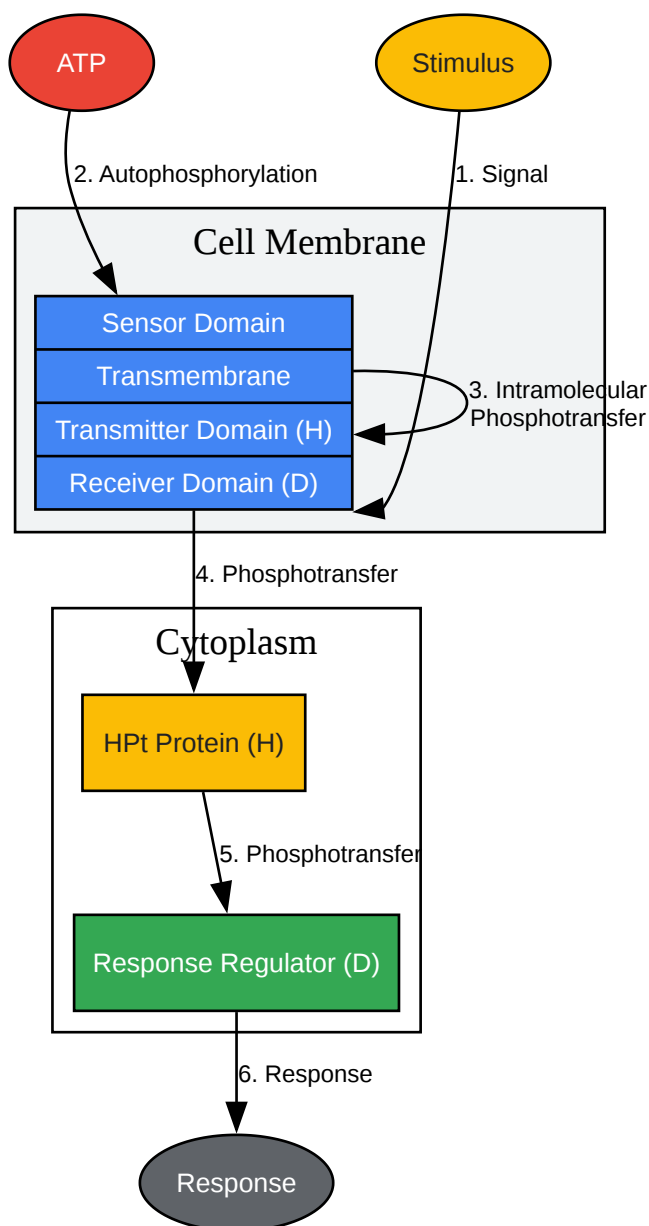 ATP
Stimulus
2. Autophosphorylation
1. Signal
Cell Membrane
Sensor Domain
Transmembrane
3. Intramolecular
Phosphotransfer
Transmitter Domain (H)
Receiver Domain (D)
4. Phosphotransfer
Cytoplasm
HPt Protein (H)
5. Phosphotransfer
Response Regulator (D)
6. Response
Response